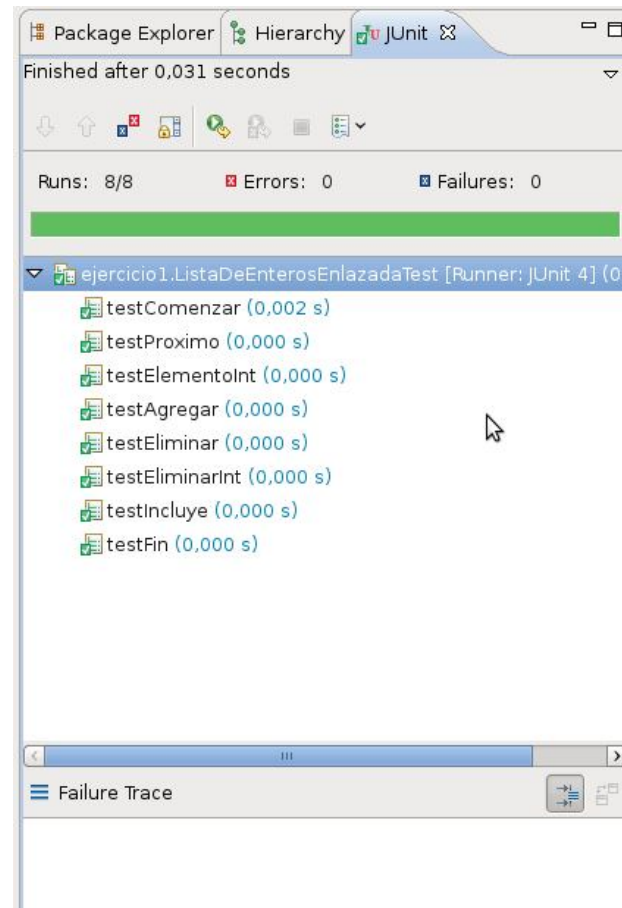 Package Explorer Hierarchy JUnit
Finished after 0,031 seconds
Runs: 8/8 Errors: 0 Failures: 0
ejercicio1.ListaDeEnterosEnlazadaTest [Runner: JUnit 4] (0
testComenzar (0,002 s)
testProximo (0,000 s)
testElementoInt (0,000 s)
testAgregar (0,000 s)
testEliminar (0,000 s)
testEliminarInt (0,000 s)
testIncluye (0,000 s)
testFin (0,000 s)
Failure Trace